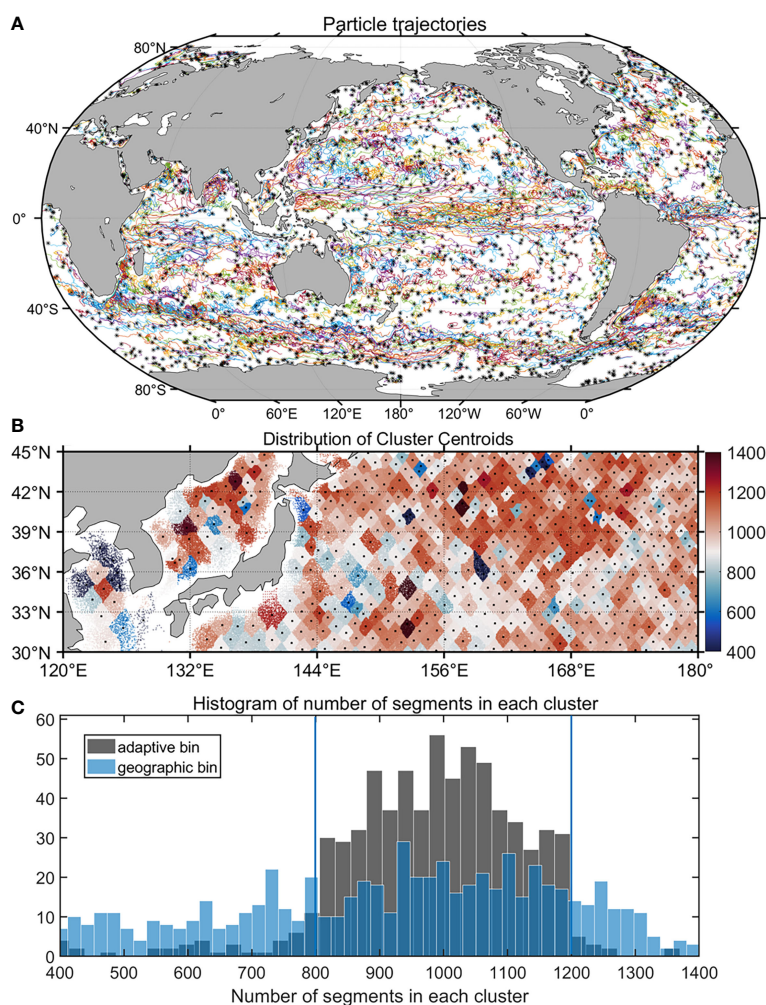 A
Particle trajectories
80°N
40°N
0°
40°S
80°S
0° 60°E 120°E 180° 120°W 60°W 0°
B
Distribution of Cluster Centroids
45°N
42°N
39°N
36°N
33°N
30°N
120°E 132°E 144°E 156°E 168°E 180°
1400
1200
1000
800
600
400
C
Histogram of number of segments in each cluster
60
50
40
30
20
10
0
adaptive bin
geographic bin
400 500 600 700 800 900 1000 1100 1200 1300 1400
Number of segments in each cluster